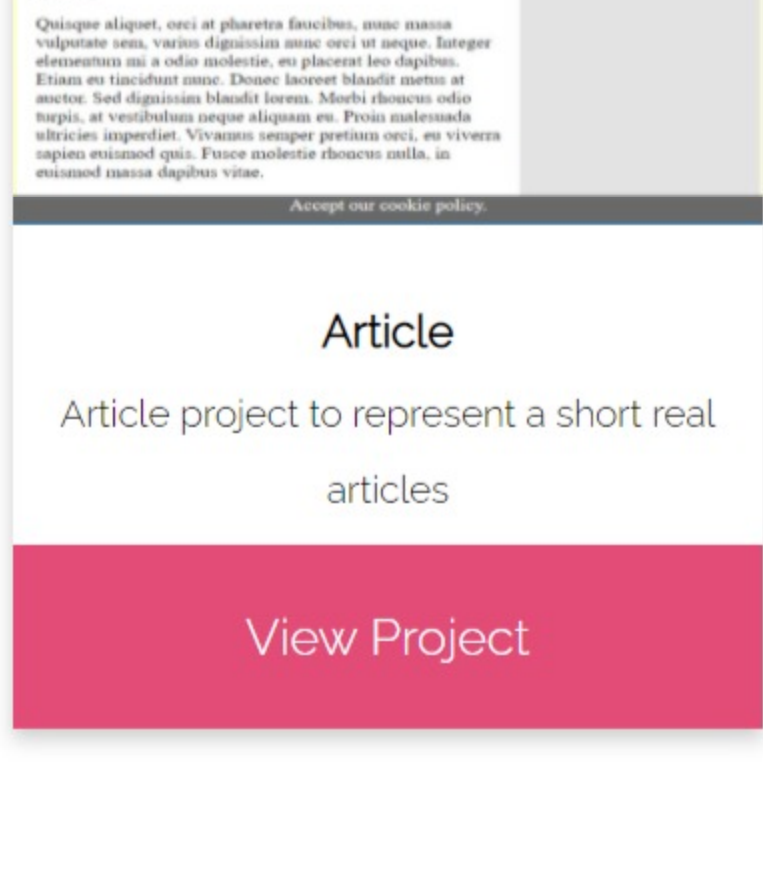 Quisque aliquet, orci at pharetra faucibus, nunc massa
vulputate sem, varius dignissim nunc orci ut neque. Integer
elementum mi a odio molestie, eu placerat leo dapibus.
Etiam eu tincidunt nunc. Donec laoreet blandit metus at
auctor. Sed dignissim blandit lorem. Morbi rhoncus odio
turpis, at vestibulum neque aliquam eu. Proin malesuada
ultricies imperdiet. Vivamus semper pretium orci, eu viverra
sapien euismod quis. Fusce molestie rhoncus nulla, in
euismod massa dapibus vitae.
Accept our cookie policy.
Article
Article project to represent a short real
articles
View Project